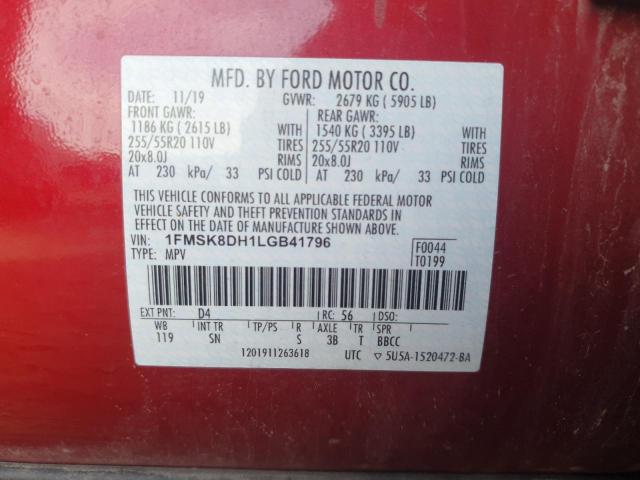 MFD. BY FORD MOTOR CO.
DATE: 11/19 GVWR: 2679 KG ( 5905 LB)
FRONT GAWR: REAR GAWR:
1186 KG ( 2615 LB) WITH 1540 KG ( 3395 LB) WITH
255/55R20 110V TIRES 255/55R20 110V TIRES
20x8.0J RIMS 20x8.0J RIMS
AT 230 kPa/ 33 PSI COLD AT 230 kPa/ 33 PSI COLD
THIS VEHICLE CONFORMS TO ALL APPLICABLE FEDERAL MOTOR
VEHICLE SAFETY AND THEFT PREVENTION STANDARDS IN
EFFECT ON THE DATE OF MANUFACTURE SHOWN ABOVE.
VIN: 1FMSK8DH1LGB41796 F0044
TYPE: MPV T0199
EXT PNT: D4 RC: 56 DSO:
WB INT TR TP/PS R AXLE TR SPR
119 SN S 3B T BBCC
1201911263618 UTC ▽ 5U5A-1520472-BA